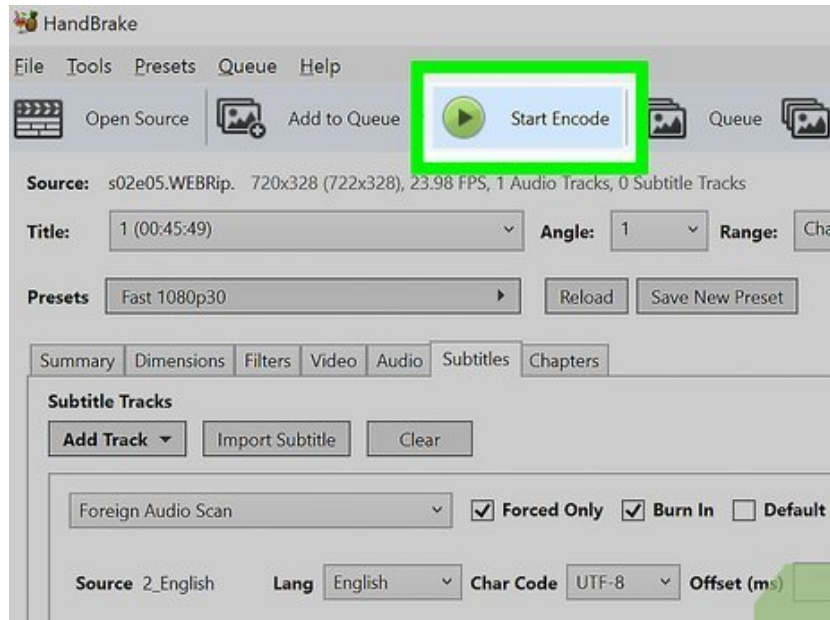 HandBrake
File Tools Presets Queue Help
Open Source Add to Queue Start Encode Queue
Source: s02e05.WEBRip. 720x328 (722x328), 23.98 FPS, 1 Audio Tracks, 0 Subtitle Tracks
Title: 1 (00:45:49) Angle: 1 Range: Cha
Presets Fast 1080p30 Reload Save New Preset
Summary Dimensions Filters Video Audio Subtitles Chapters
Subtitle Tracks
Add Track Import Subtitle Clear
Foreign Audio Scan Forced Only Burn In Default
Source 2_English Lang English Char Code UTF-8 Offset (ms)